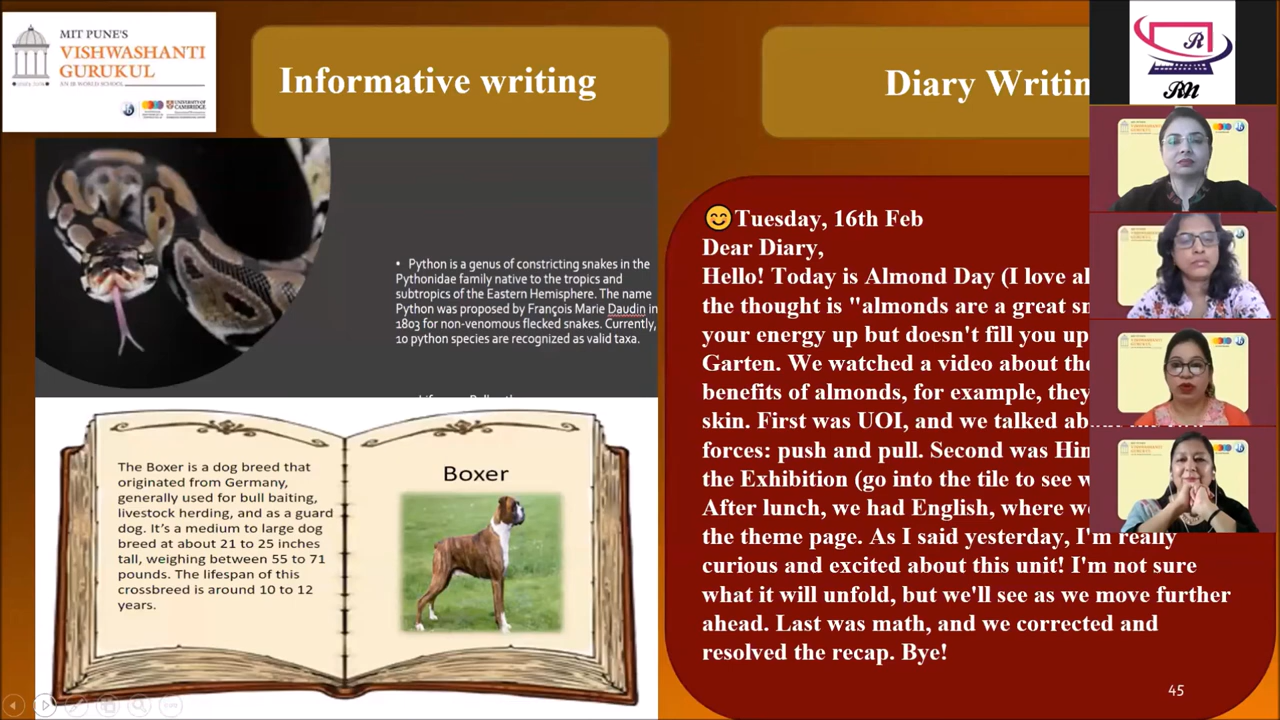 MIT PUNE'S
VISHWASHANTI
GURUKUL
AN IB WORLD SCHOOL
UNIVERSITY OF
CAMBRIDGE
Informative writing
• Python is a genus of constricting snakes in the
Pythonidae family native to the tropics and
subtropics of the Eastern Hemisphere. The name
Python was proposed by François Marie Daudin in
1803 for non-venomous flecked snakes. Currently,
10 python species are recognized as valid taxa.
The Boxer is a dog breed that
originated from Germany,
generally used for bull baiting,
livestock herding, and as a guard
dog. It's a medium to large dog
breed at about 21 to 25 inches
tall, weighing between 55 to 71
pounds. The lifespan of this
crossbreed is around 10 to 12
years.
Boxer
Diary Writin
😊Tuesday, 16th Feb
Dear Diary,
Hello! Today is Almond Day (I love al
the thought is "almonds are a great sn
your energy up but doesn't fill you up
Garten. We watched a video about the
benefits of almonds, for example, they
skin. First was UOI, and we talked ab
forces: push and pull. Second was Hin
the Exhibition (go into the tile to see w
After lunch, we had English, where we
the theme page. As I said yesterday, I'm really
curious and excited about this unit! I'm not sure
what it will unfold, but we'll see as we move further
ahead. Last was math, and we corrected and
resolved the recap. Bye!
45
R
RN